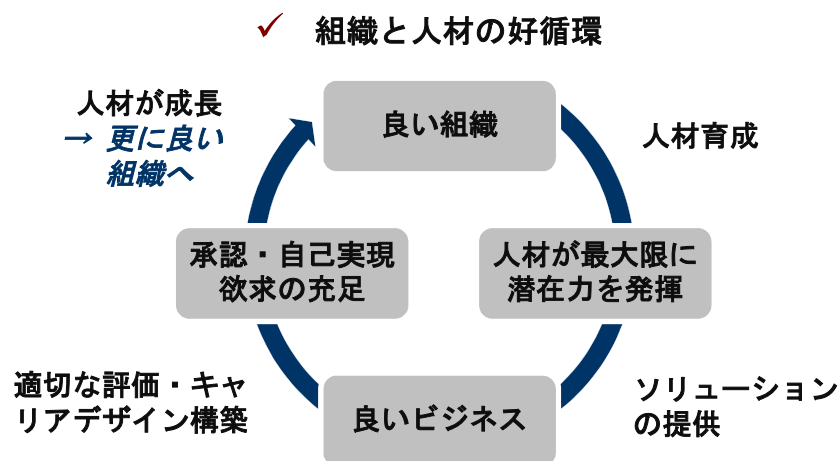 ✓ 組織と人材の好循環
良い組織
人材育成
人材が最大限に
潜在力を発揮
ソリューション
の提供
良いビジネス
適切な評価・キャ
リアデザイン構築
承認・自己実現
欲求の充足
人材が成長
→ 更に良い
組織へ